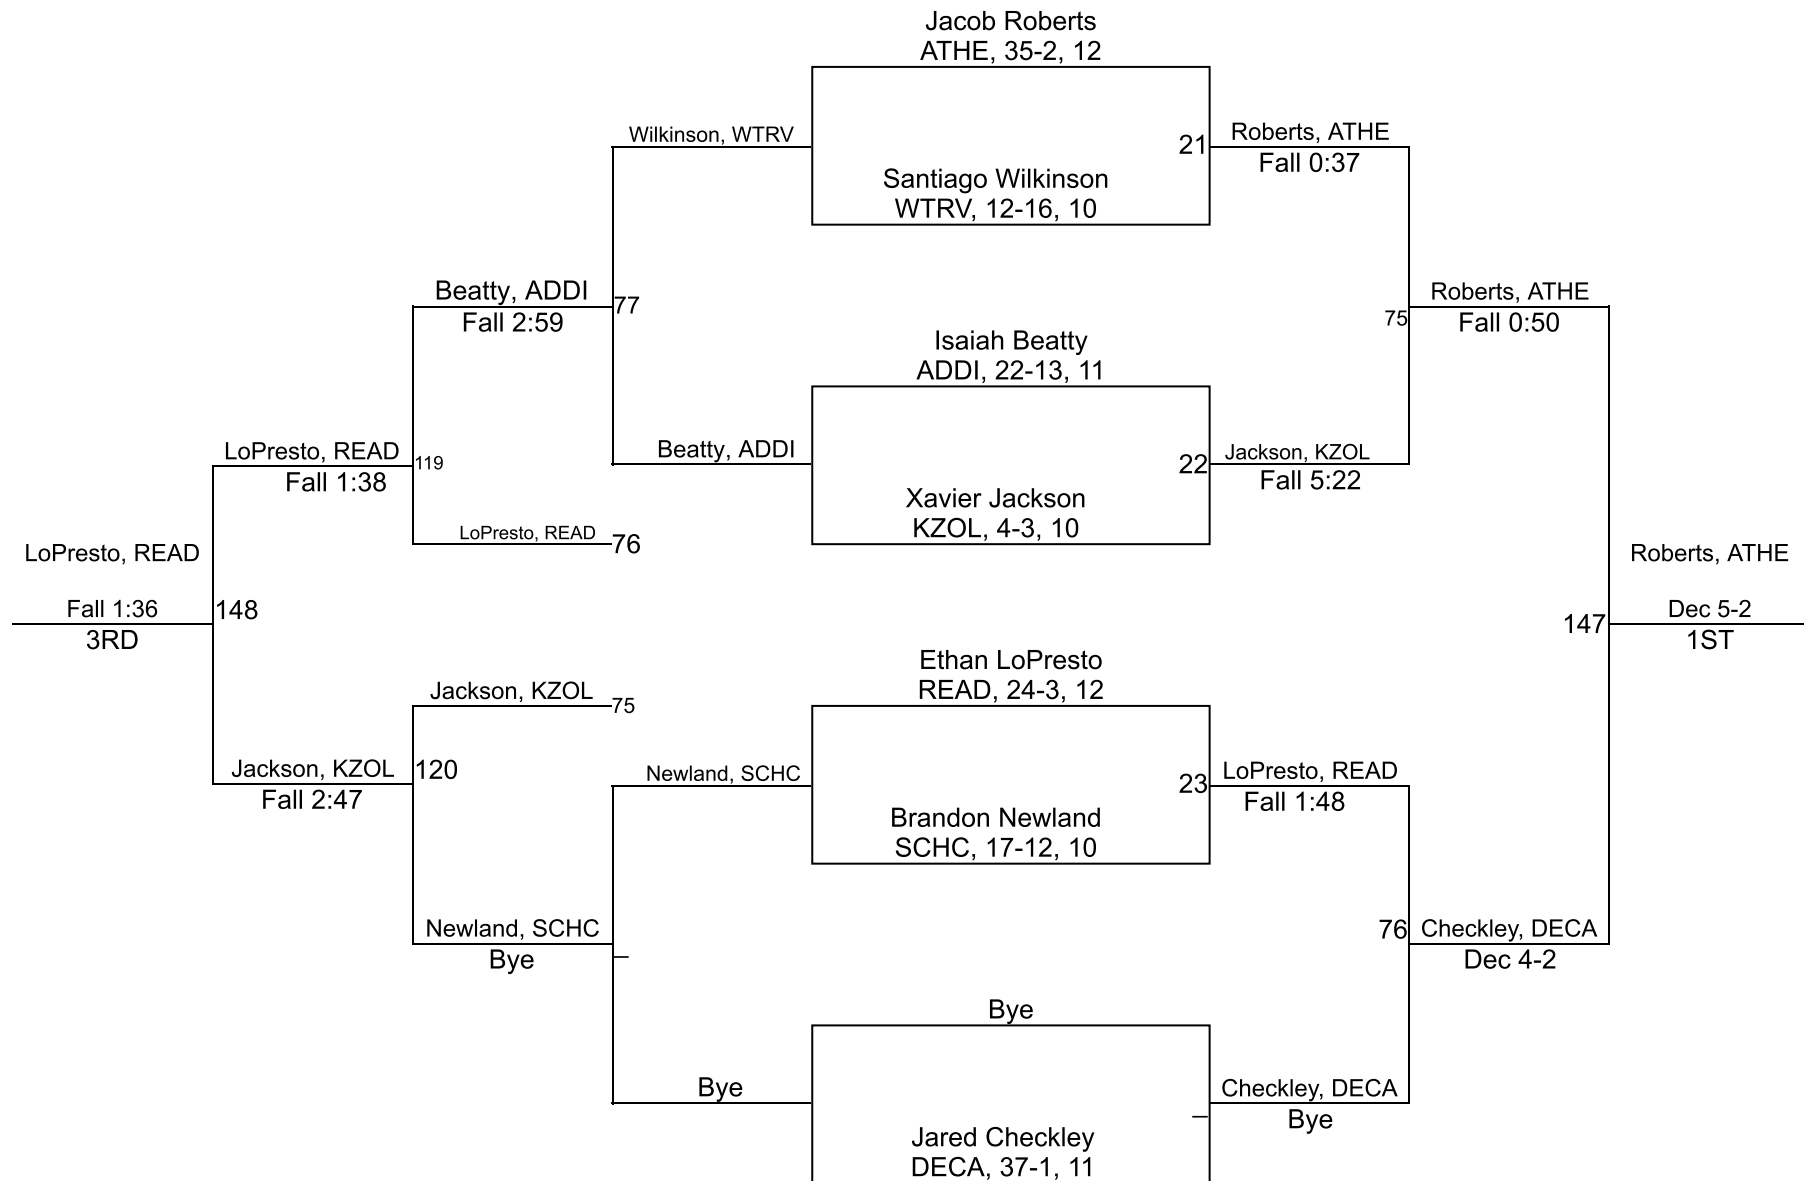 Jacob Roberts
ATHE, 35-2, 12
Wilkinson, WTRV
21
Roberts, ATHE
Fall 0:37
Santiago Wilkinson
WTRV, 12-16, 10
Beatty, ADDI
Fall 2:59
77
Roberts, ATHE
Fall 0:50
75
Isaiah Beatty
ADDI, 22-13, 11
LoPresto, READ
Fall 1:38
119
Beatty, ADDI
22
Jackson, KZOL
Fall 5:22
Xavier Jackson
KZOL, 4-3, 10
LoPresto, READ
76
LoPresto, READ
Fall 1:36
3RD
148
Roberts, ATHE
147
Dec 5-2
1ST
Ethan LoPresto
READ, 24-3, 12
Jackson, KZOL
75
Jackson, KZOL
Fall 2:47
120
Newland, SCHC
23
LoPresto, READ
Fall 1:48
Brandon Newland
SCHC, 17-12, 10
Newland, SCHC
Bye
76
Checkley, DECA
Dec 4-2
Bye
Bye
Checkley, DECA
Bye
Jared Checkley
DECA, 37-1, 11